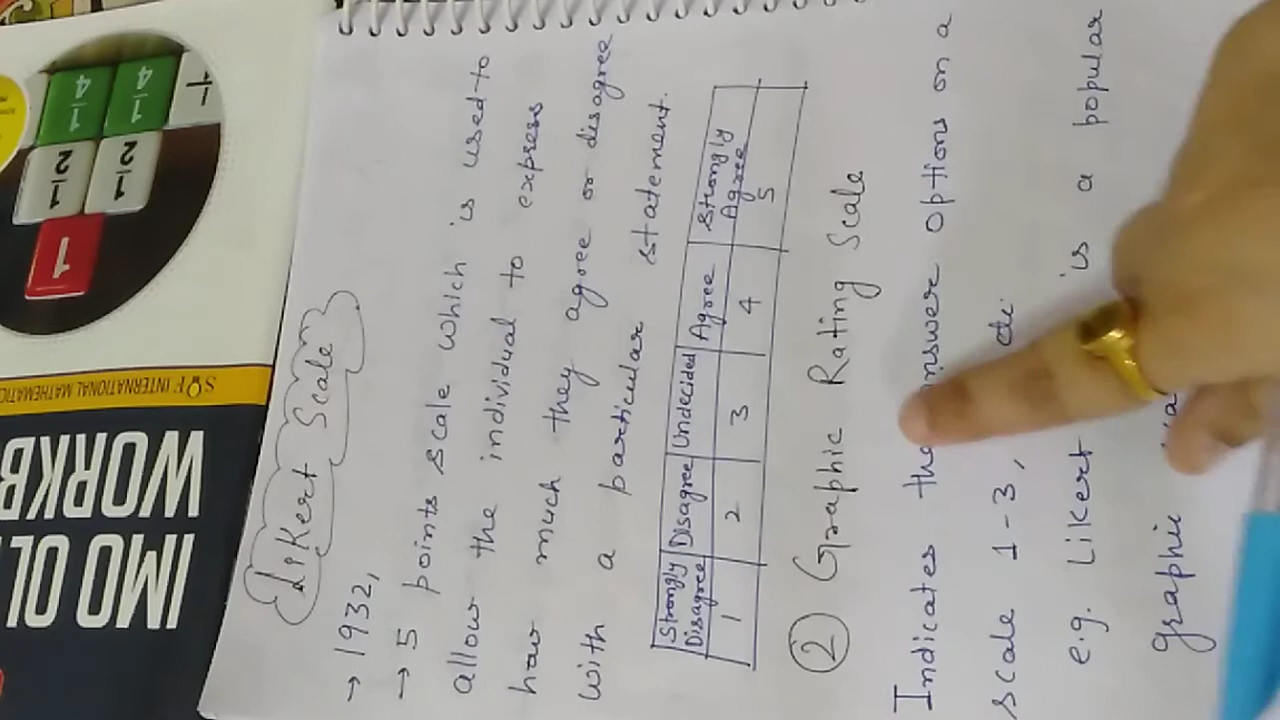 Likert Scale
→ 1932,
→ 5 points scale which is used to
allow the individual to express
how much they agree or disagree
with a particular statement.
Strongly Disagree | Disagree | Undecided | Agree | Strongly Agree
1 | 2 | 3 | 4 | 5
② Graphic Rating Scale
Indicates the answer options on a
scale 1-3,
e.g. Likert is a popular
graphic
SOF INTERNATIONAL MATHEMATIC
WORKB
IMO OL
1
2 1
2 1
4 1
4 1
1